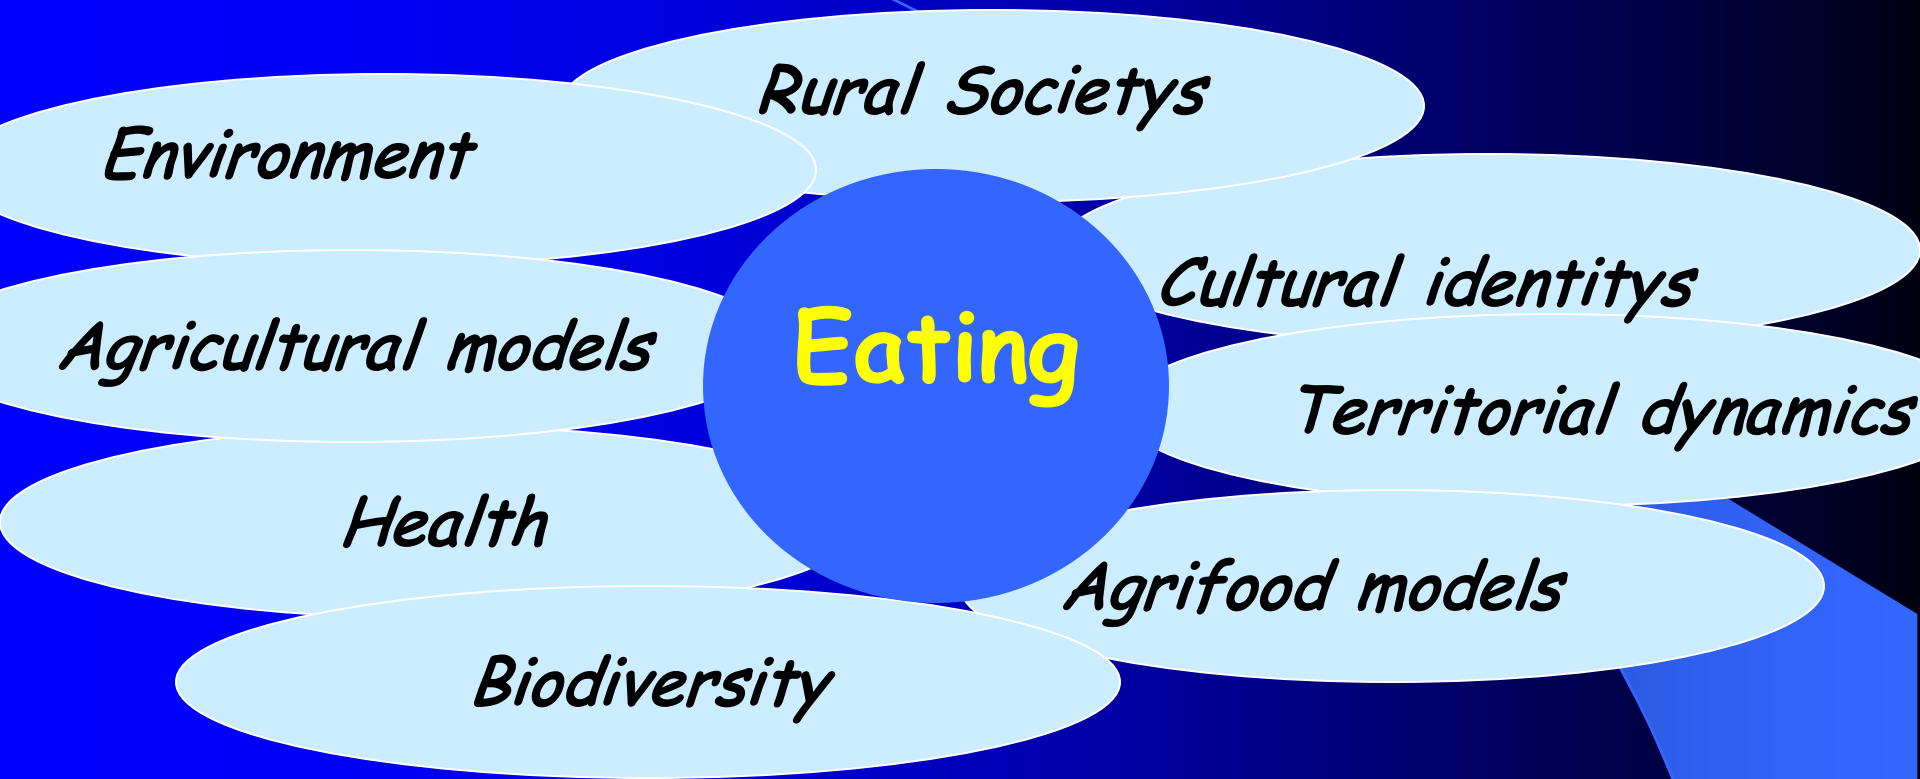 Rural Societys
Environment
Cultural identitys
Agricultural models
Eating
Territorial dynamics
Health
Agrifood models
Biodiversity